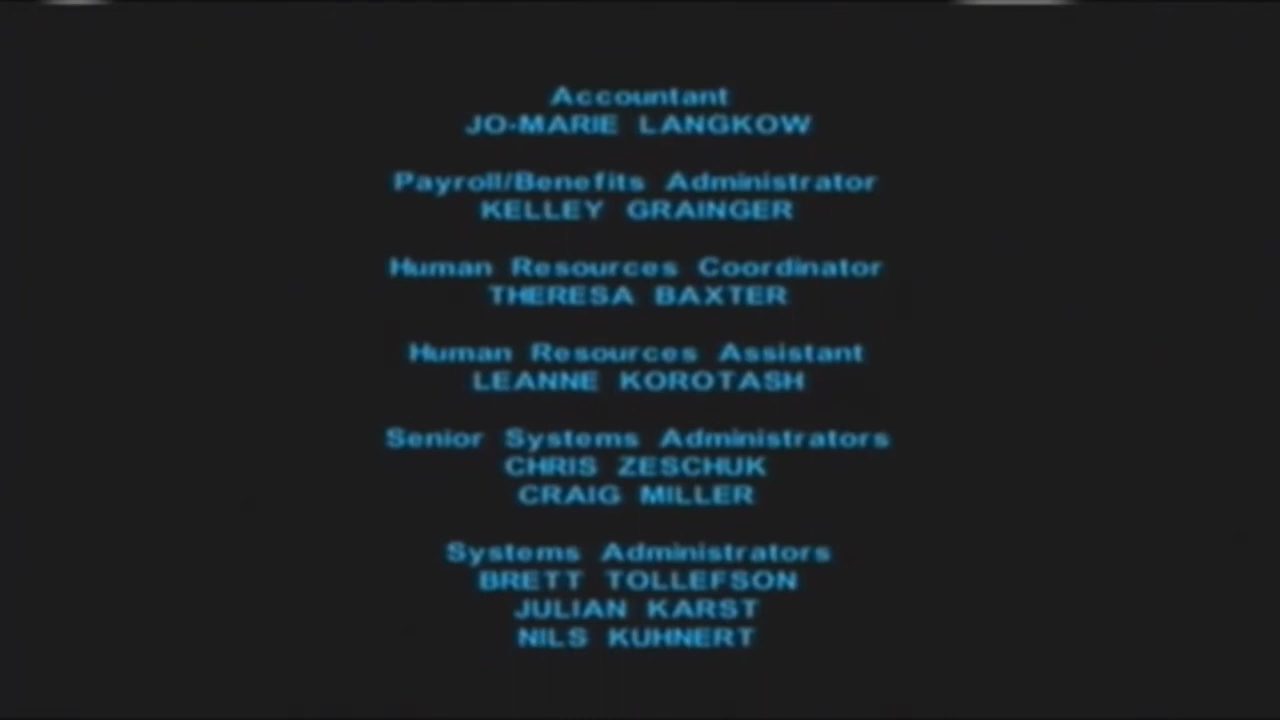 Accountant
JO-MARIE LANGKOW
Payroll/Benefits Administrator
KELLEY GRAINGER
Human Resources Coordinator
THERESA BAXTER
Human Resources Assistant
LEANNE KOROTASH
Senior Systems Administrators
CHRIS ZESCHUK
CRAIG MILLER
Systems Administrators
BRETT TOLLEFSON
JULIAN KARST
NILS KUHNERT